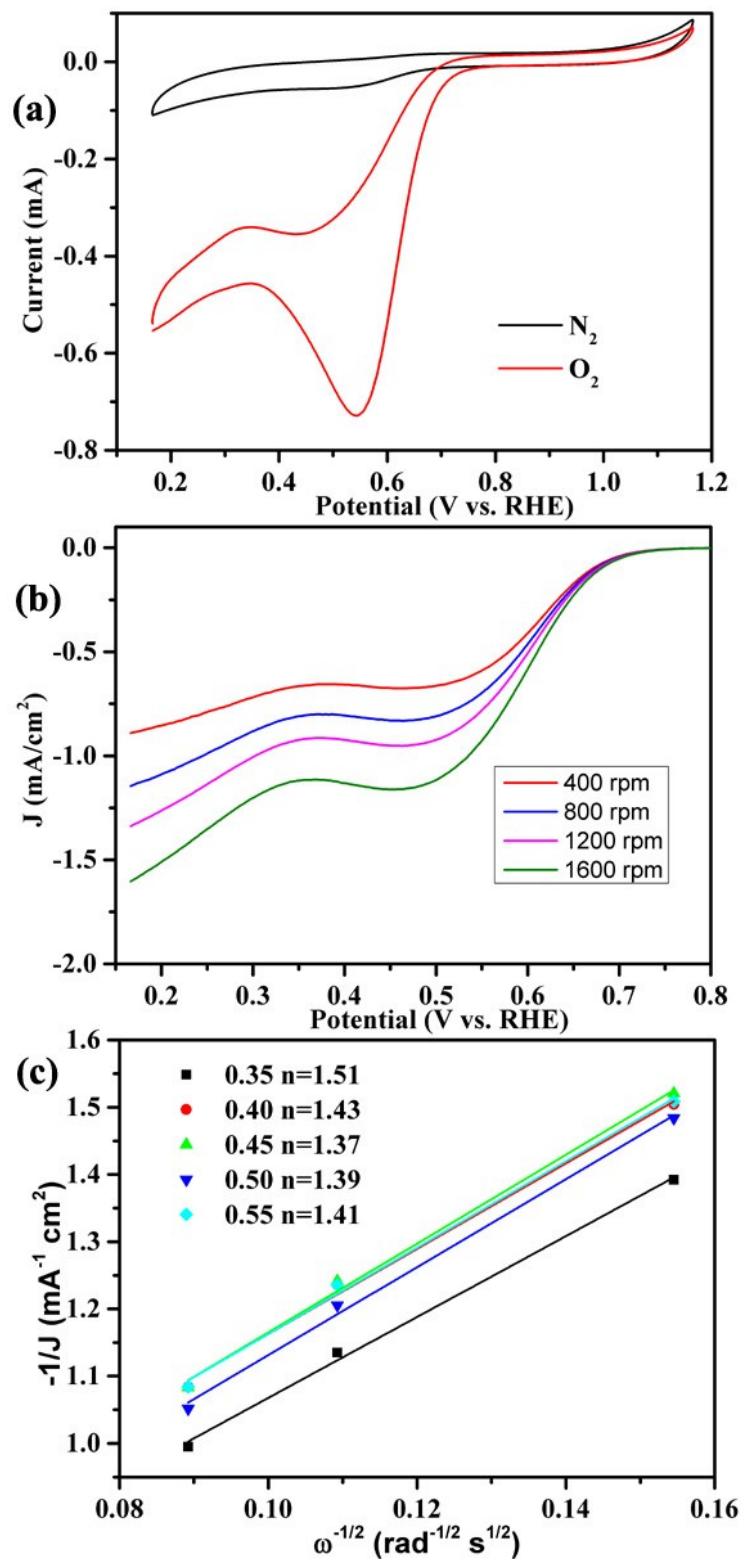 (a)
Current (mA)
0.0
-0.2
-0.4
-0.6
-0.8
N₂
O₂
0.2 0.4 0.6 0.8 1.0 1.2
Potential (V vs. RHE)
(b)
J (mA/cm²)
0.0
-0.5
-1.0
-1.5
-2.0
400 rpm
800 rpm
1200 rpm
1600 rpm
0.2 0.3 0.4 0.5 0.6 0.7 0.8
Potential (V vs. RHE)
(c)
-1/J (mA⁻¹ cm²)
1.6
1.5
1.4
1.3
1.2
1.1
1.0
0.35 n=1.51
0.40 n=1.43
0.45 n=1.37
0.50 n=1.39
0.55 n=1.41
0.08 0.10 0.12 0.14 0.16
ω⁻¹/² (rad⁻¹/² s¹/²)